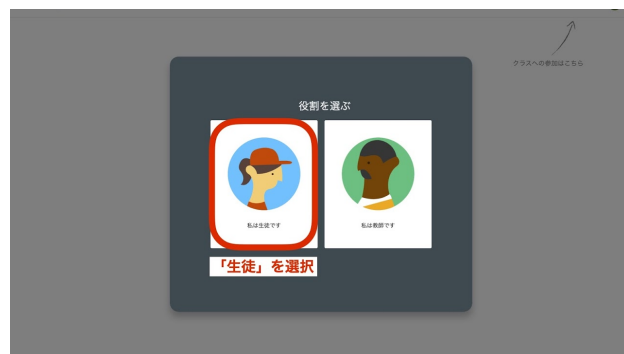 クラスへの参加はこちら
役割を選ぶ
私は生徒です
私は教師です
「生徒」を選択